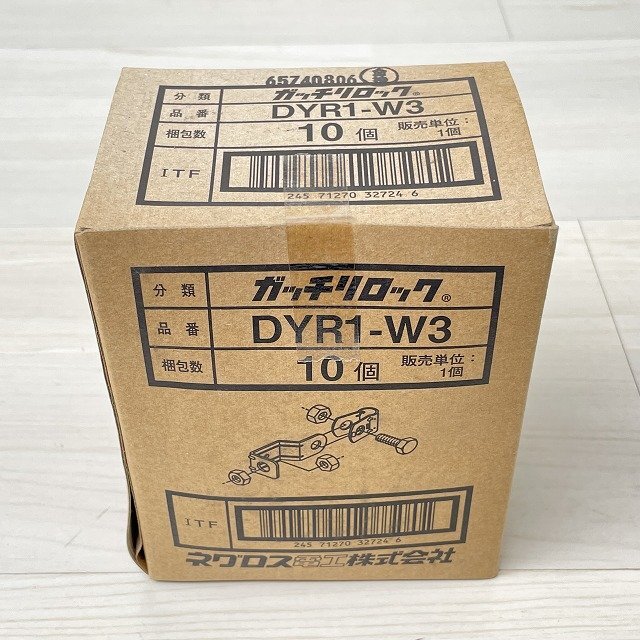 65740806
分類 ガッチリロック®
品番 DYR1-W3
梱包数 10個 販売単位：1個
ITF
245 71270 32724 6
分類 ガッチリロック®
品番 DYR1-W3
梱包数 10個 販売単位：1個
ITF
245 71270 32724 6
ネグロス電工株式会社